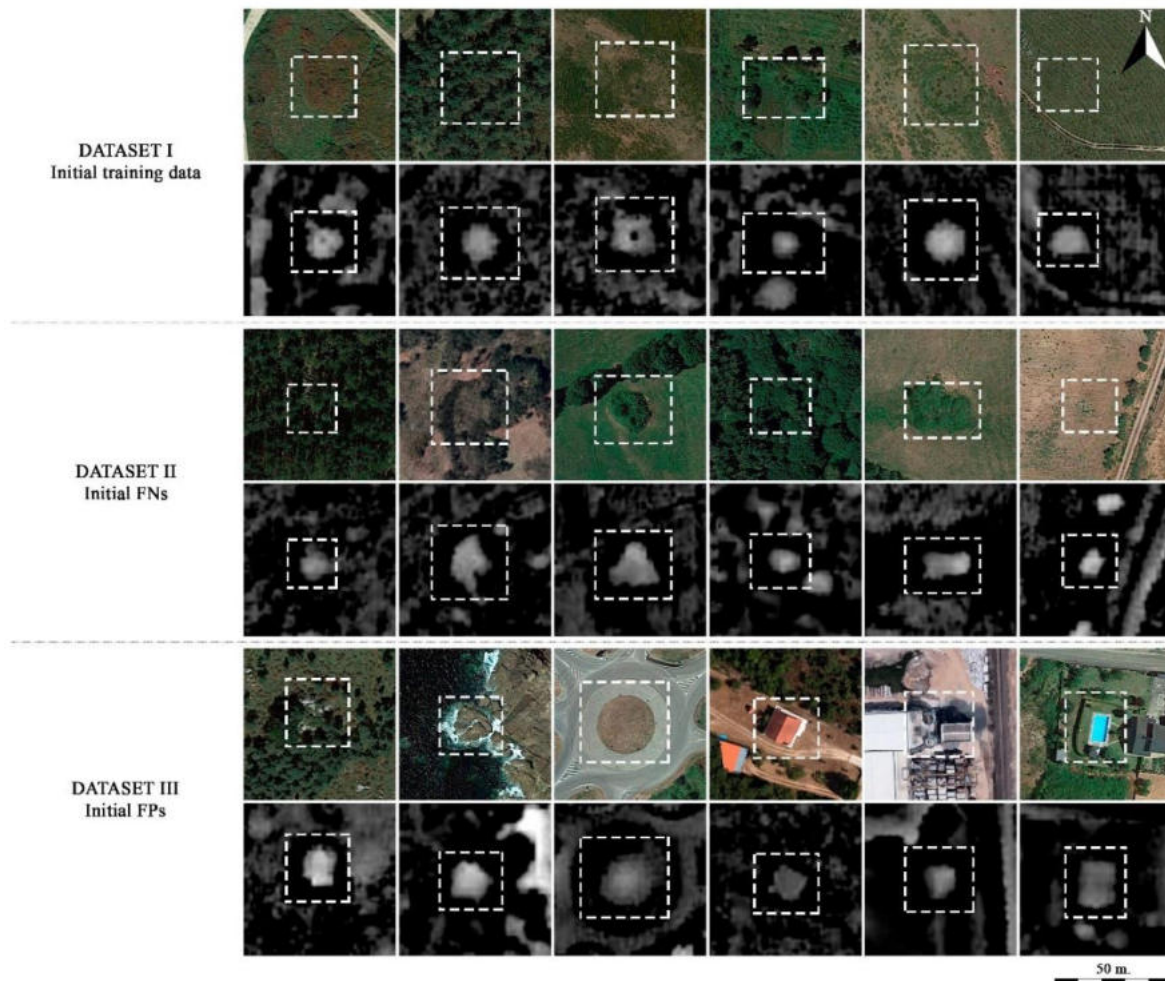 N
DATASET I
Initial training data
DATASET II
Initial FNs
DATASET III
Initial FPs
50 m.